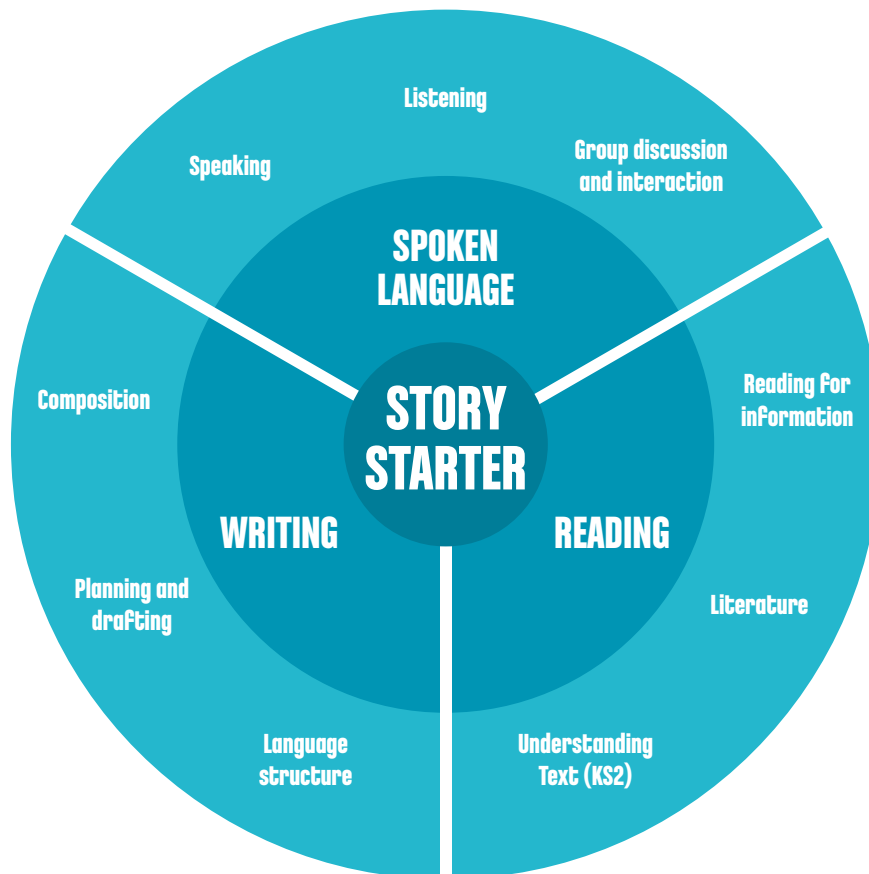 Listening
Speaking
Group discussion
and interaction
SPOKEN
LANGUAGE
STORY
STARTER
Composition
Reading for
information
WRITING
READING
Planning and
drafting
Literature
Language
structure
Understanding
Text (KS2)